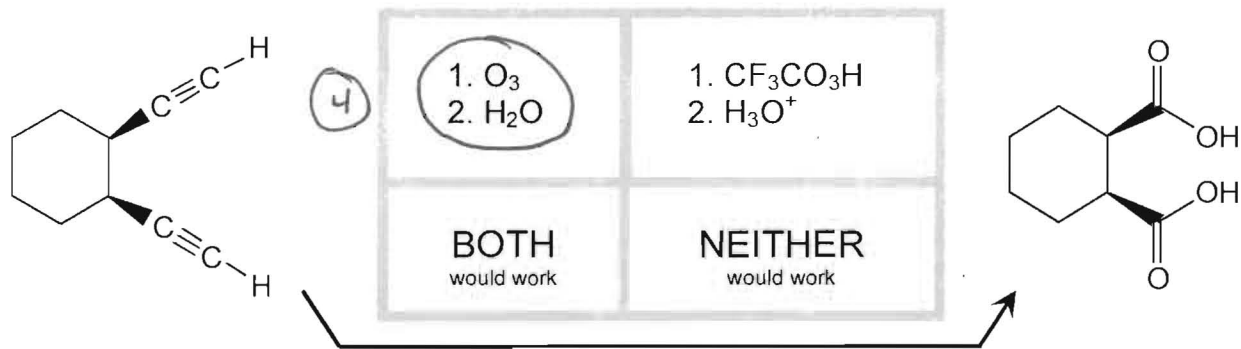 H
C
C
4
1. O₃
2. H₂O
1. CF₃CO₃H
2. H₃O⁺
O
OH
OH
O
C
C
H
BOTH
would work
NEITHER
would work